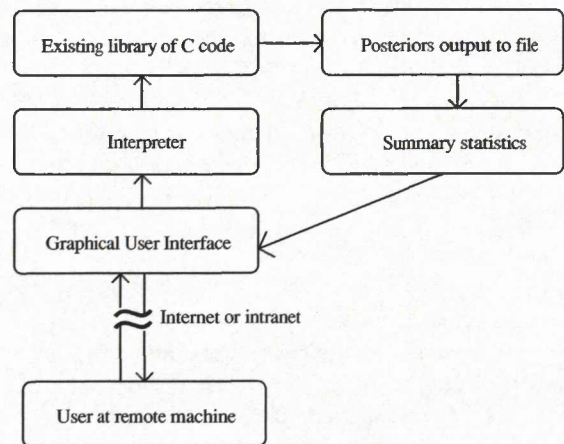 Existing library of C code
Posteriors output to file
Interpreter
Summary statistics
Graphical User Interface
Internet or intranet
User at remote machine